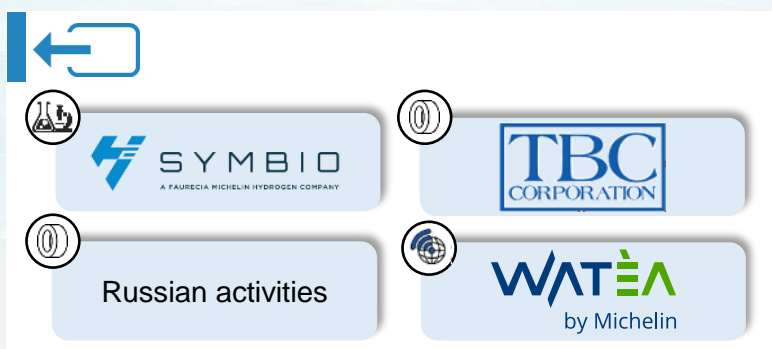 SYMBIO
A FAURECIA MICHELIN HYDROGEN COMPANY
TBC
CORPORATION
Russian activities
WATÈA
by Michelin